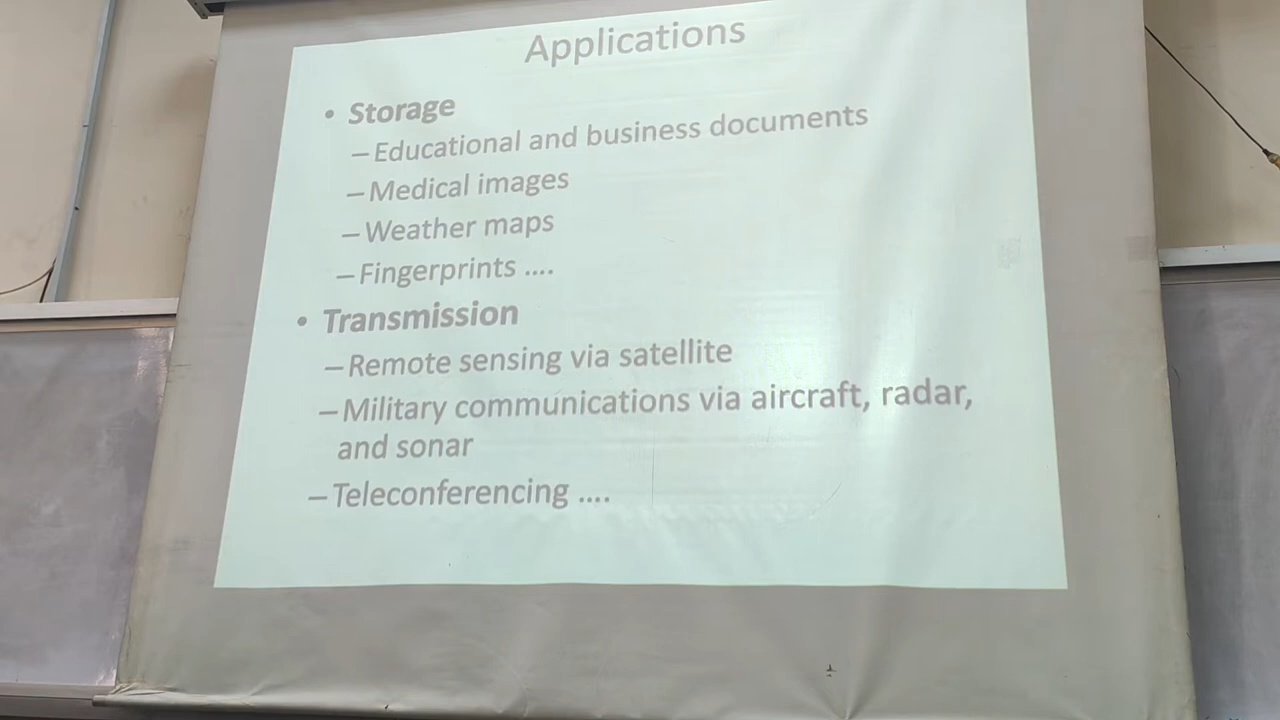 Applications
• Storage
– Educational and business documents
– Medical images
– Weather maps
– Fingerprints ....
• Transmission
– Remote sensing via satellite
– Military communications via aircraft, radar,
and sonar
– Teleconferencing ....